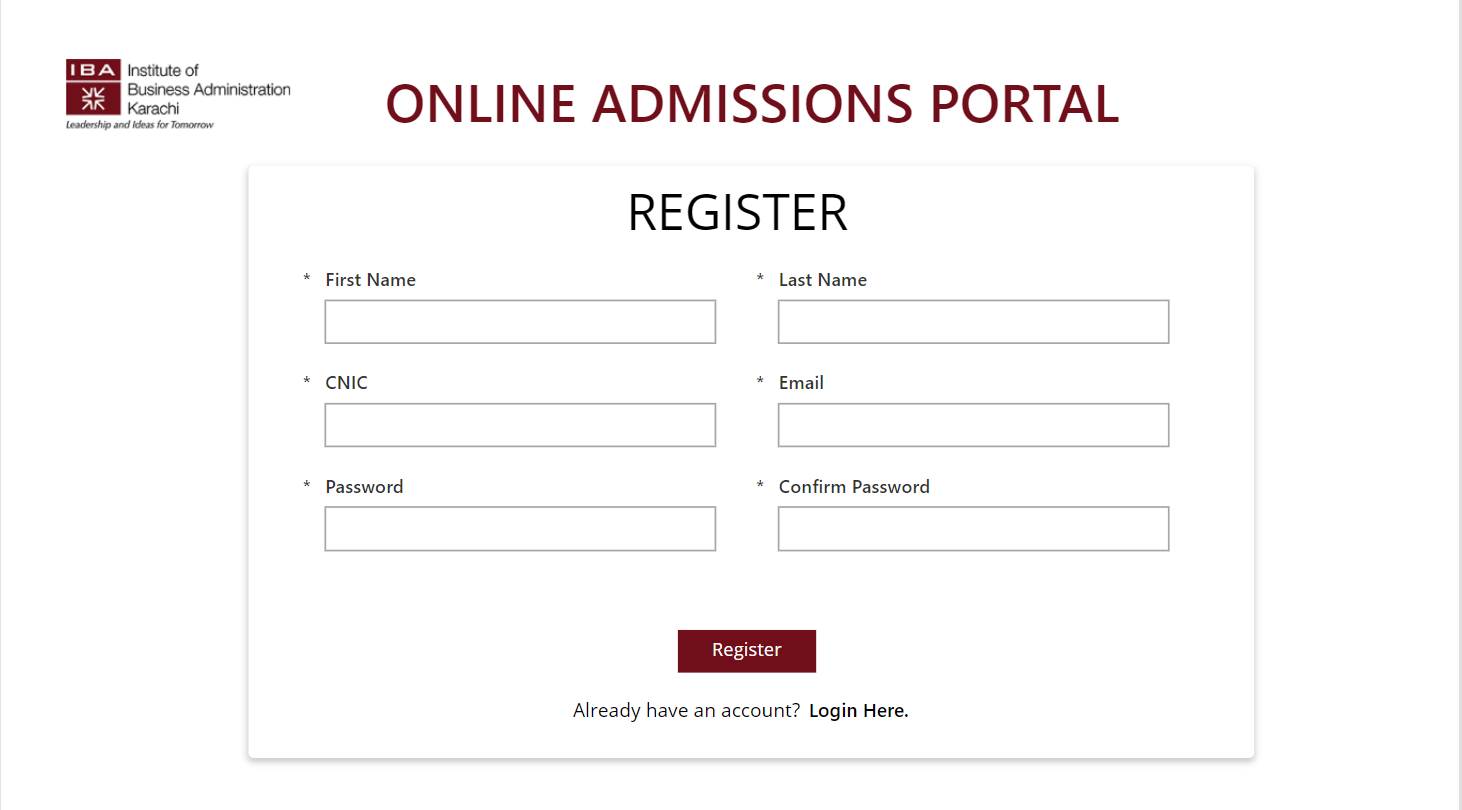 IBA
Institute of
Business Administration
Karachi
Leadership and Ideas for Tomorrow
ONLINE ADMISSIONS PORTAL
REGISTER
* First Name * Last Name
* CNIC * Email
* Password * Confirm Password
Register
Already have an account? Login Here.